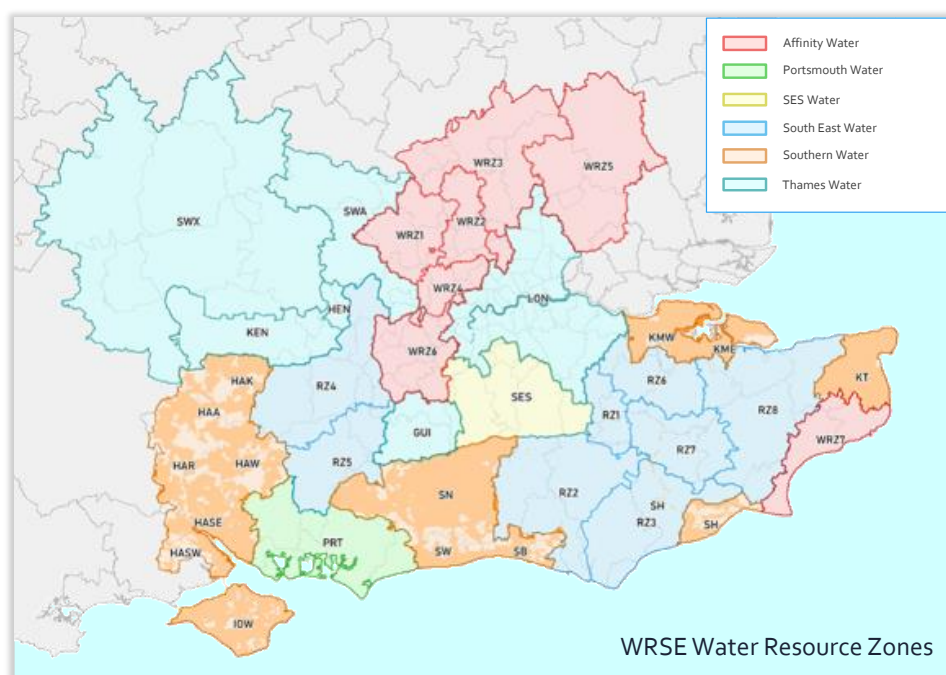 Affinity Water
Portsmouth Water
SES Water
South East Water
Southern Water
Thames Water
WRZ3
WRZ5
SWX
SWA
WRZ1
WRZ2
WRZ4
LON
HEN
KEN
WRZ6
KMW
KME
HAK
RZ4
RZ6
KT
SES
HAA
GUI
RZ1
RZ8
WRZ7
HAR
HAW
RZ5
RZ7
SN
RZ2
SH
RZ3
SH
HASE
PRT
HASW
SW
SB
IOW
WRSE Water Resource Zones